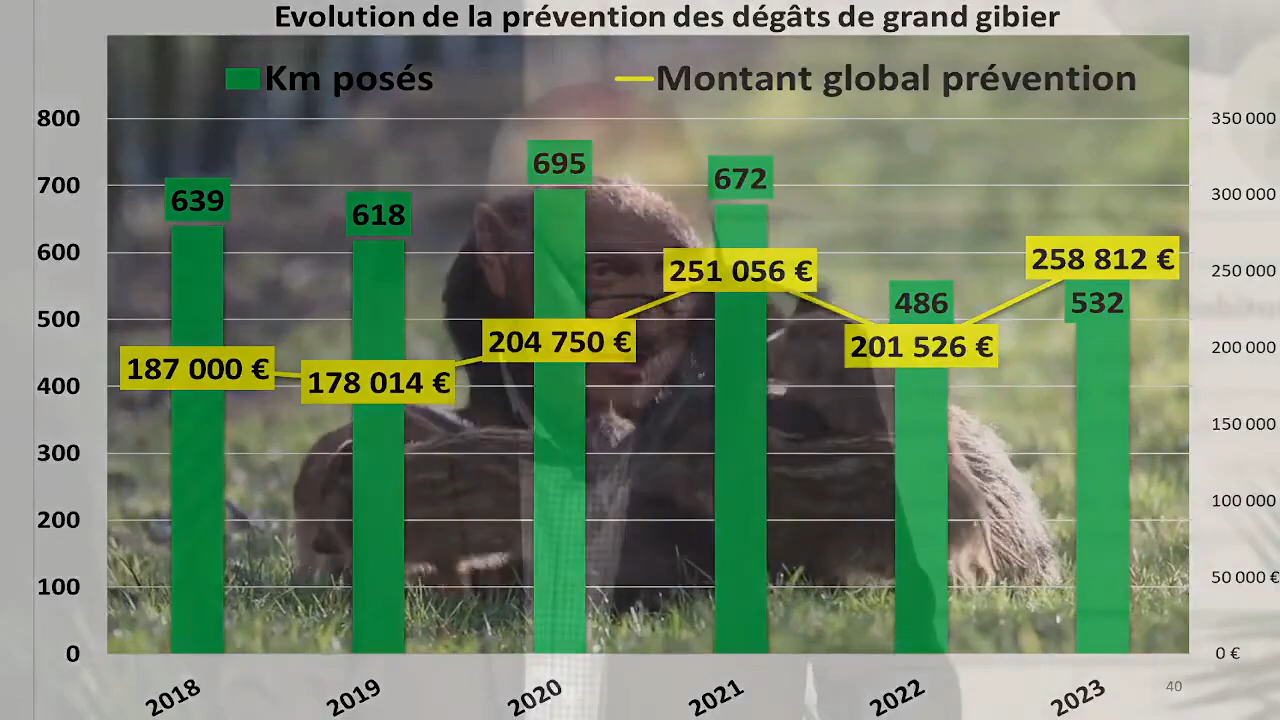 Evolution de la prévention des dégâts de grand gibier
Km posés
Montant global prévention
800
700
600
500
400
300
200
100
0
350 000
300 000
250 000
200 000
150 000
100 000
50 000 €
0 €
639
618
695
672
486
532
187 000 €
178 014 €
204 750 €
251 056 €
201 526 €
258 812 €
2018
2019
2020
2021
2022
2023
40